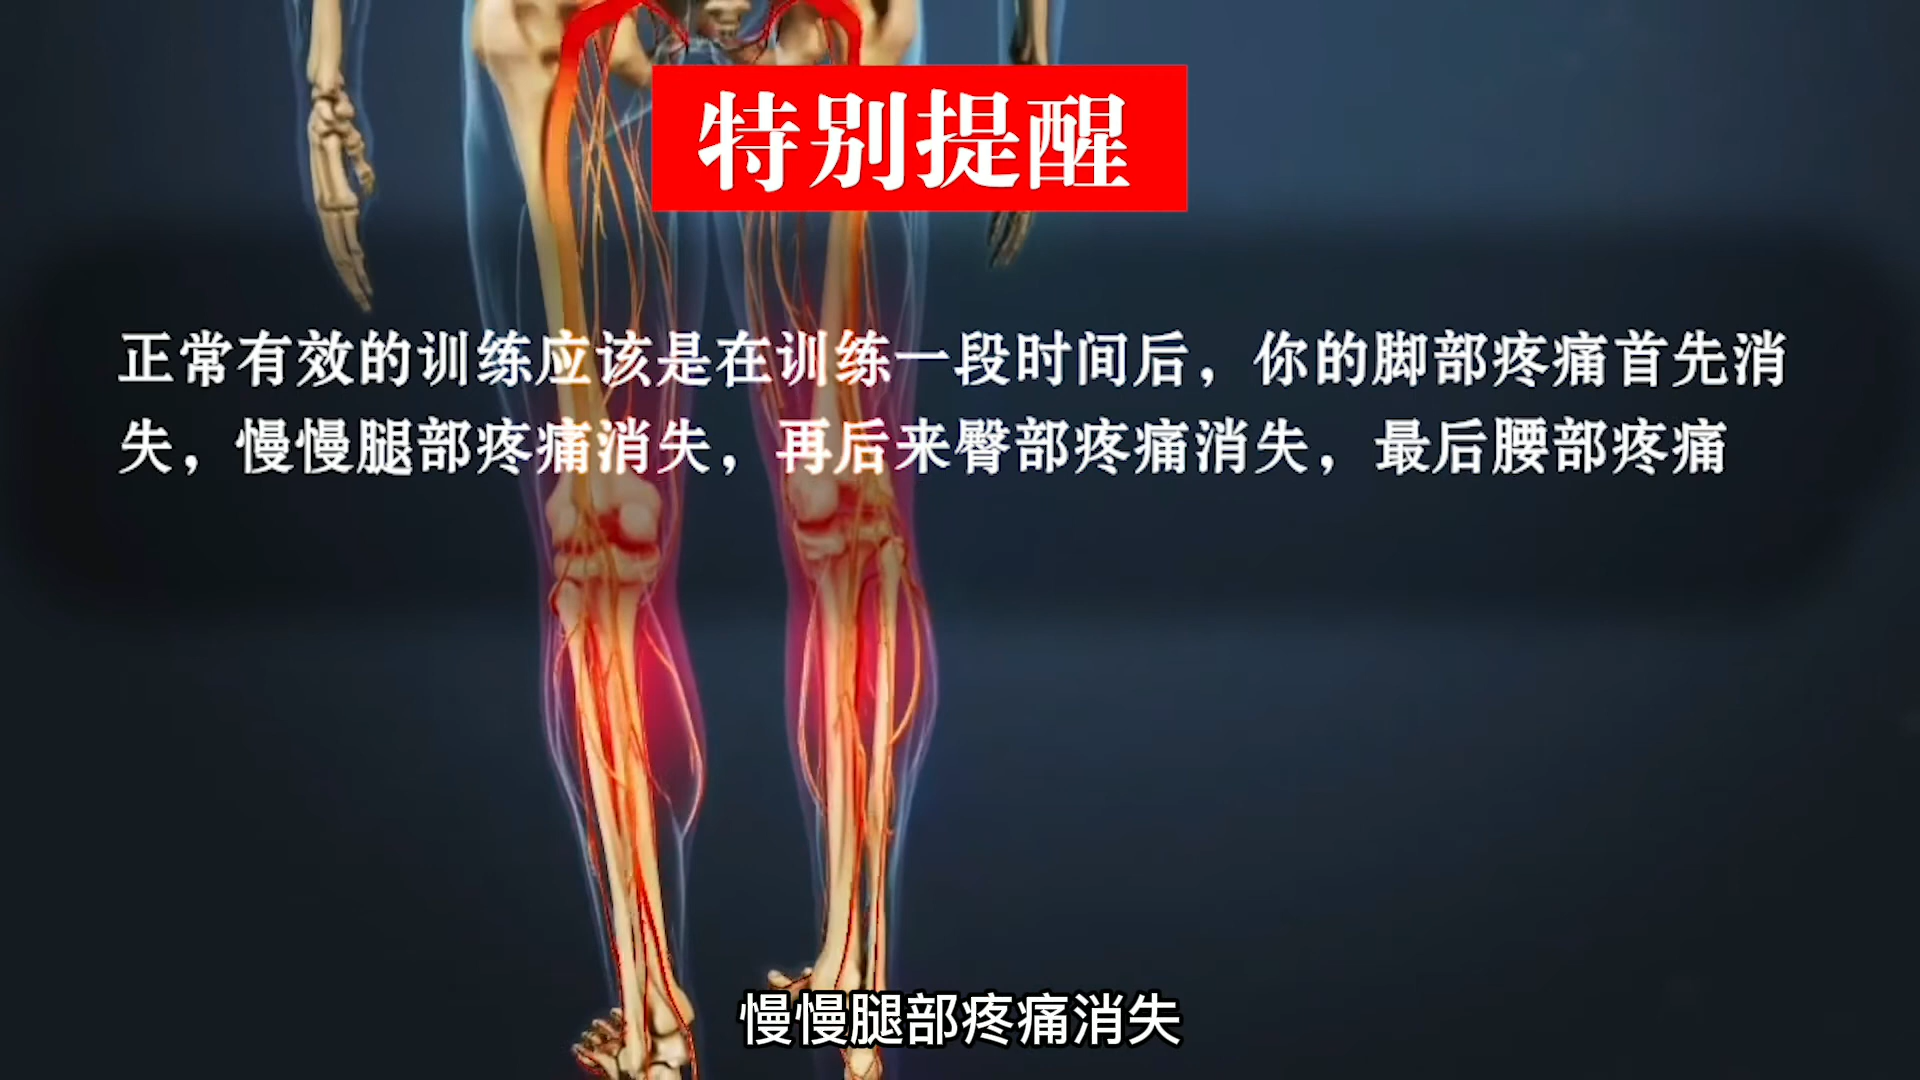 特别提醒
正常有效的训练应该是在训练一段时间后，你的脚部疼痛首先消
失，慢慢腿部疼痛消失，再后来臀部疼痛消失，最后腰部疼痛
慢慢腿部疼痛消失